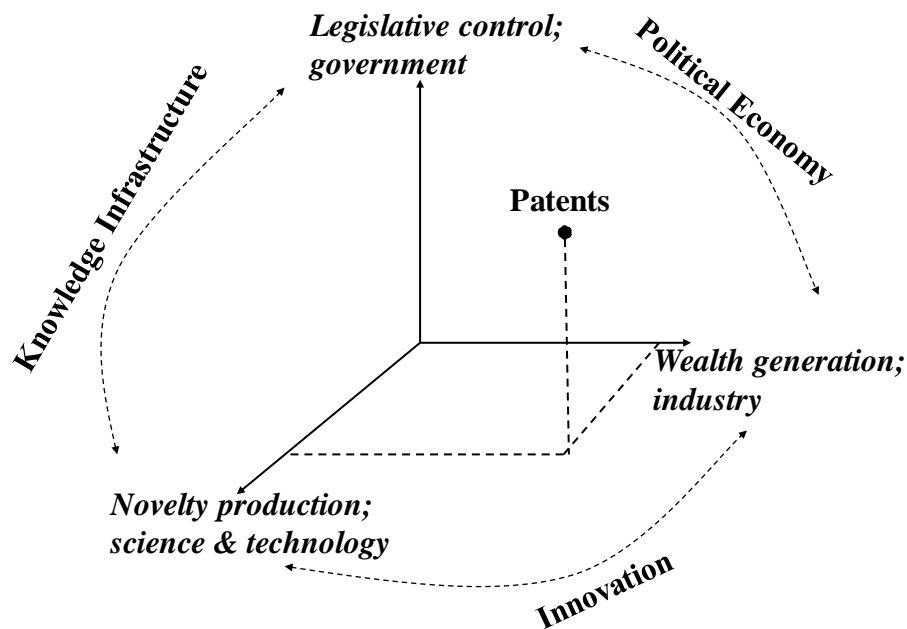 Legislative control;
government
Political Economy
Knowledge Infrastructure
Patents
Wealth generation;
industry
Novelty production;
science & technology
Innovation